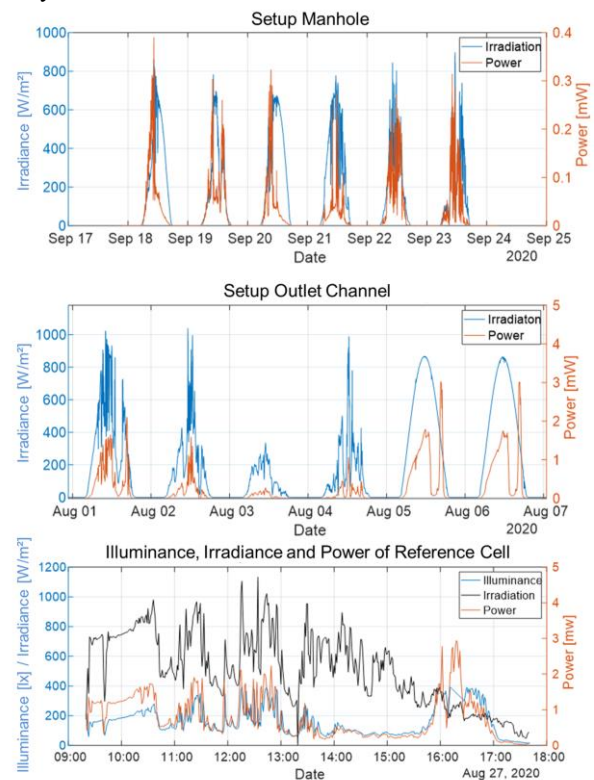 Setup Manhole
1000
800
600
400
200
0
Irradiance [W/m²]
0.4
0.3
0.2
0.1
0
Power [mW]
Irradiation
Power
Sep 17 Sep 18 Sep 19 Sep 20 Sep 21 Sep 22 Sep 23 Sep 24 Sep 25
Date
2020
Setup Outlet Channel
1000
800
600
400
200
0
Irradiance [W/m²]
5
4
3
2
1
0
Power [mW]
Irradiaton
Power
Aug 01 Aug 02 Aug 03 Aug 04 Aug 05 Aug 06 Aug 07
Date
2020
Illuminance, Irradiance and Power of Reference Cell
1200
1000
800
600
400
200
0
Illuminance [lx] / Irradiance [W/m²]
5
4
3
2
1
0
Power [mw]
Illuminance
Irradiation
Power
09:00 10:00 11:00 12:00 13:00 14:00 15:00 16:00 17:00 18:00
Date
Aug 27, 2020